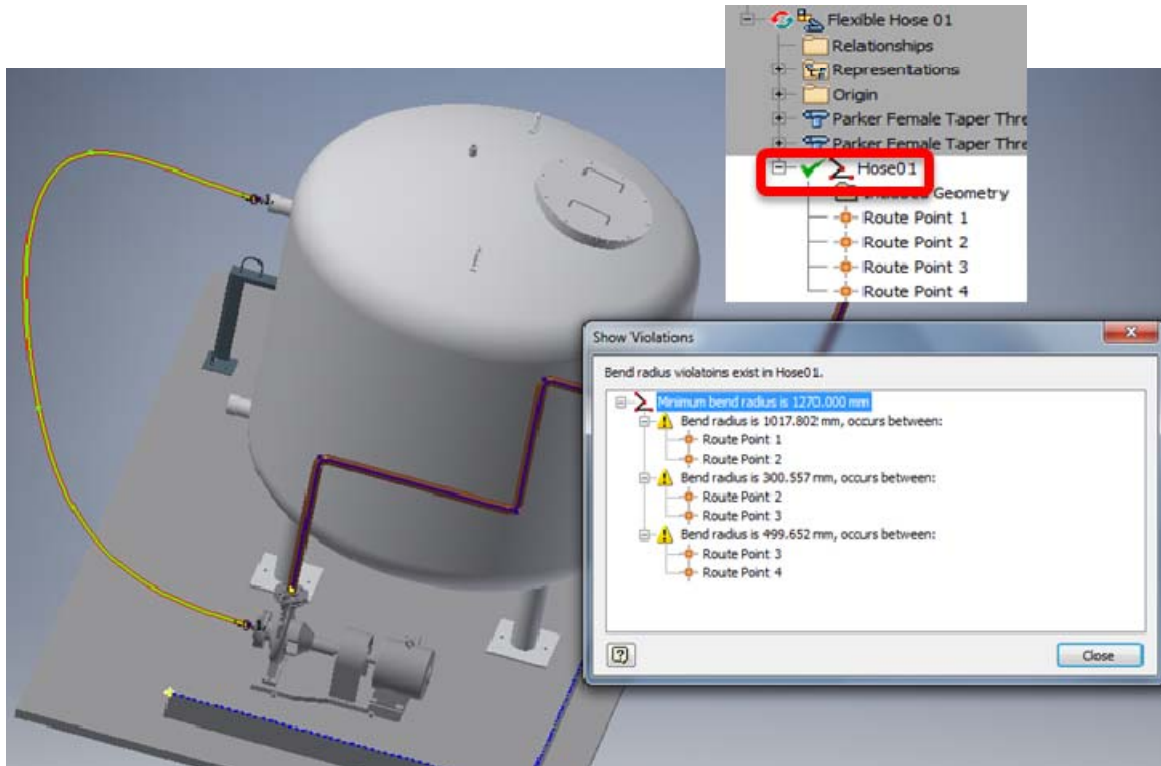 Flexible Hose 01
Relationships
Representations
Origin
Parker Female Taper Thre
Parker Female Taper Thre
Hose01
Geometry
Route Point 1
Route Point 2
Route Point 3
Route Point 4
Show Violations
Bend radius violatoins exist in Hose01.
Minimum bend radius is 1270.000 mm
Bend radius is 1017.802 mm, occurs between:
Route Point 1
Route Point 2
Bend radius is 300.557 mm, occurs between:
Route Point 2
Route Point 3
Bend radius is 499.652 mm, occurs between:
Route Point 3
Route Point 4
Close